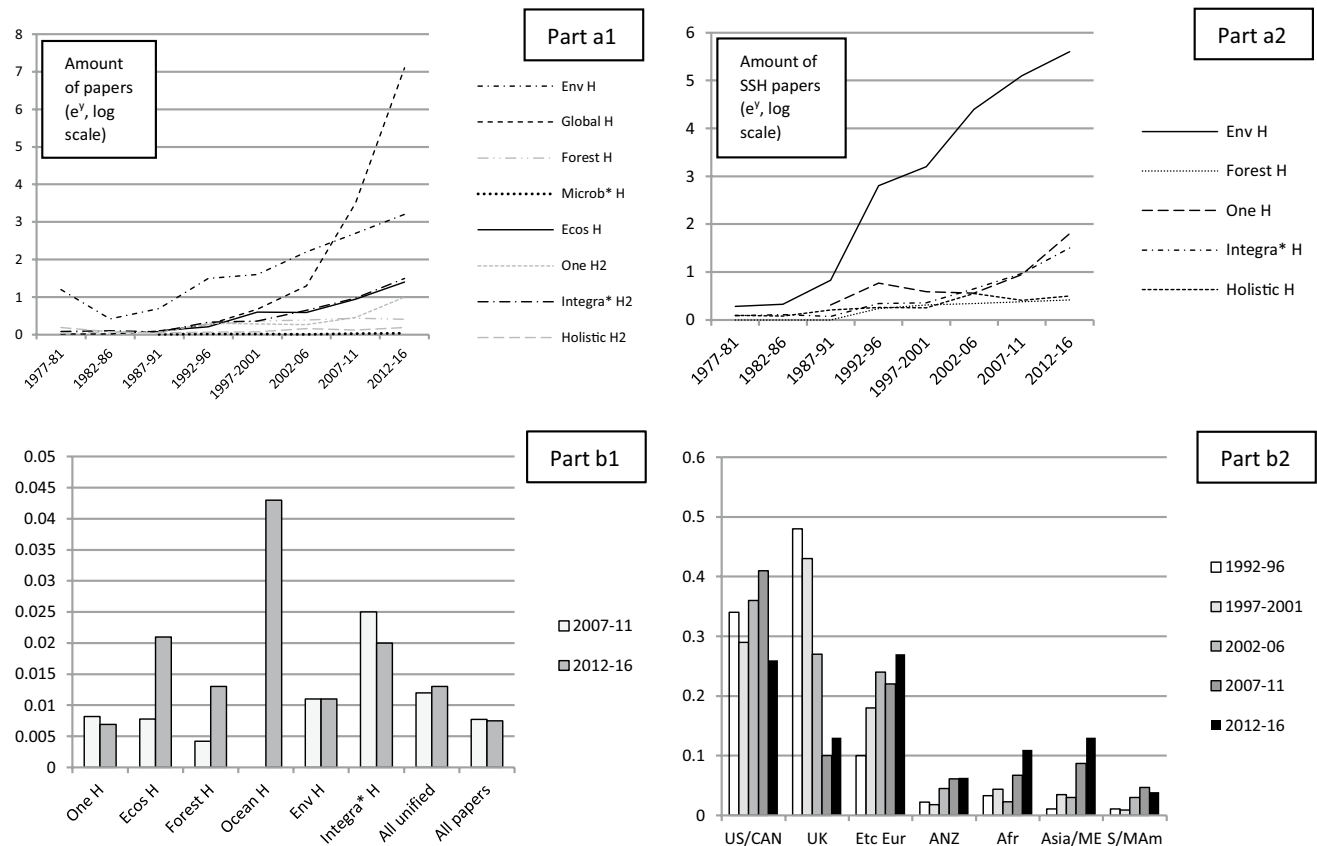 Part a1
Amount
of papers
(e^y, log
scale)
8
7
6
5
4
3
2
1
0
1977-81
1982-86
1987-91
1992-96
1997-2001
2002-06
2007-11
2012-16
Env H
Global H
Forest H
Microb* H
Ecos H
One H2
Integra* H2
Holistic H2
Part a2
Amount of
SSH papers
(e^y, log
scale)
6
5
4
3
2
1
0
1977-81
1982-86
1987-91
1992-96
1997-2001
2002-06
2007-11
2012-16
Env H
Forest H
One H
Integra* H
Holistic H
Part b1
0.05
0.045
0.04
0.035
0.03
0.025
0.02
0.015
0.01
0.005
0
One H
Ecos H
Forest H
Ocean H
Env H
Integra* H
All unified
All papers
2007-11
2012-16
Part b2
0.6
0.5
0.4
0.3
0.2
0.1
0
US/CAN UK Etc Eur ANZ Afr Asia/ME S/MAm
1992-96
1997-2001
2002-06
2007-11
2012-16